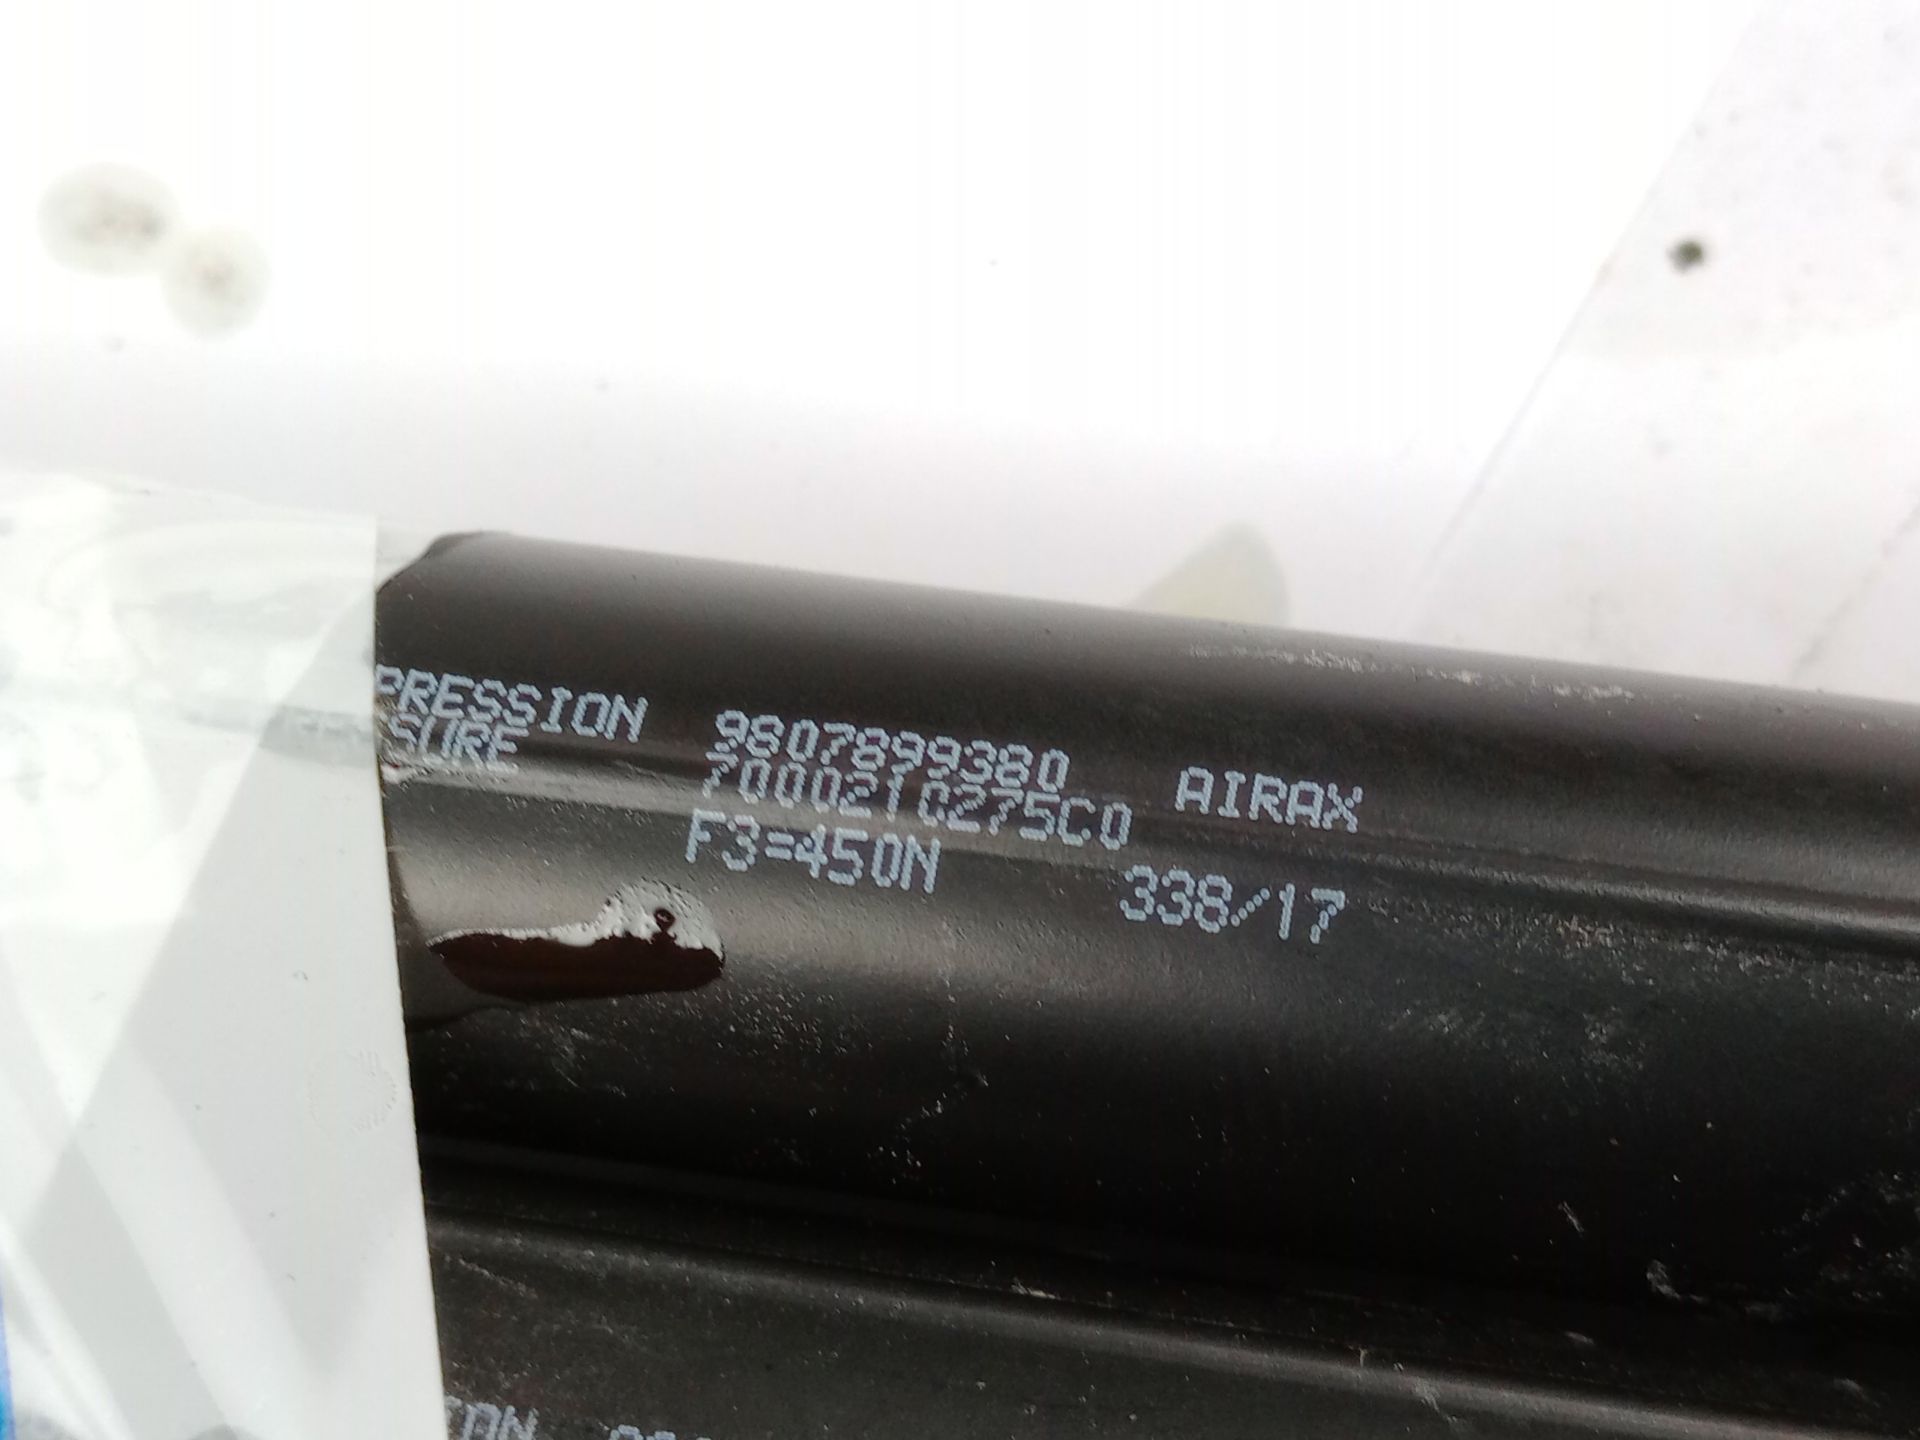 PRESSION 9807899380 AIRAX
SURE 7000210275C0
F3=450N 338/17